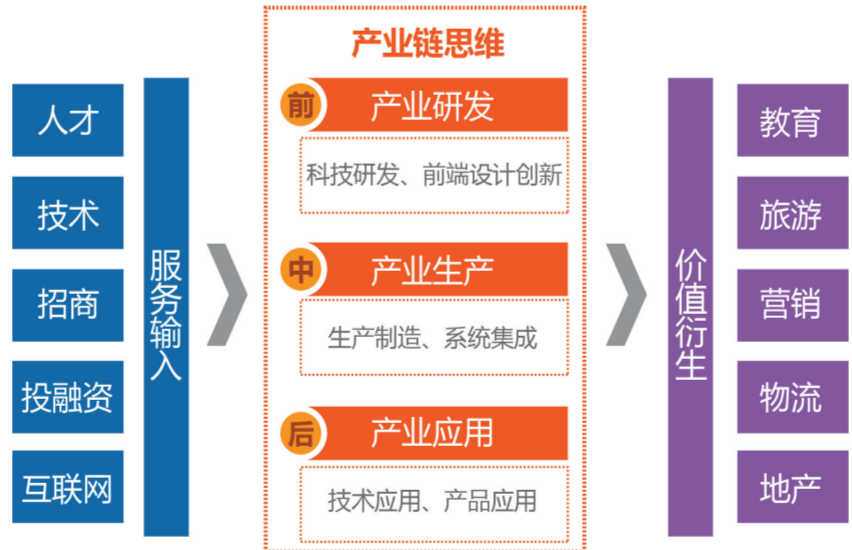 人才
技术
招商
投融资
互联网
服务输入
产业链思维
前
产业研发
科技研发、前端设计创新
中
产业生产
生产制造、系统集成
后
产业应用
技术应用、产品应用
价值衍生
教育
旅游
营销
物流
地产